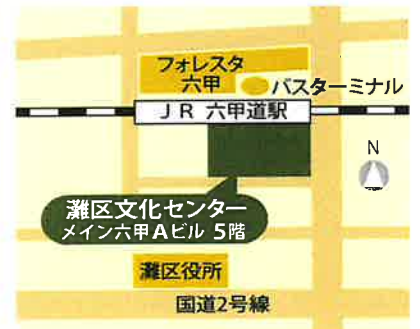 フォレスタ
六甲
バスターミナル
JR 六甲道駅
N
灘区文化センター
メイン六甲Aビル 5階
灘区役所
国道2号線